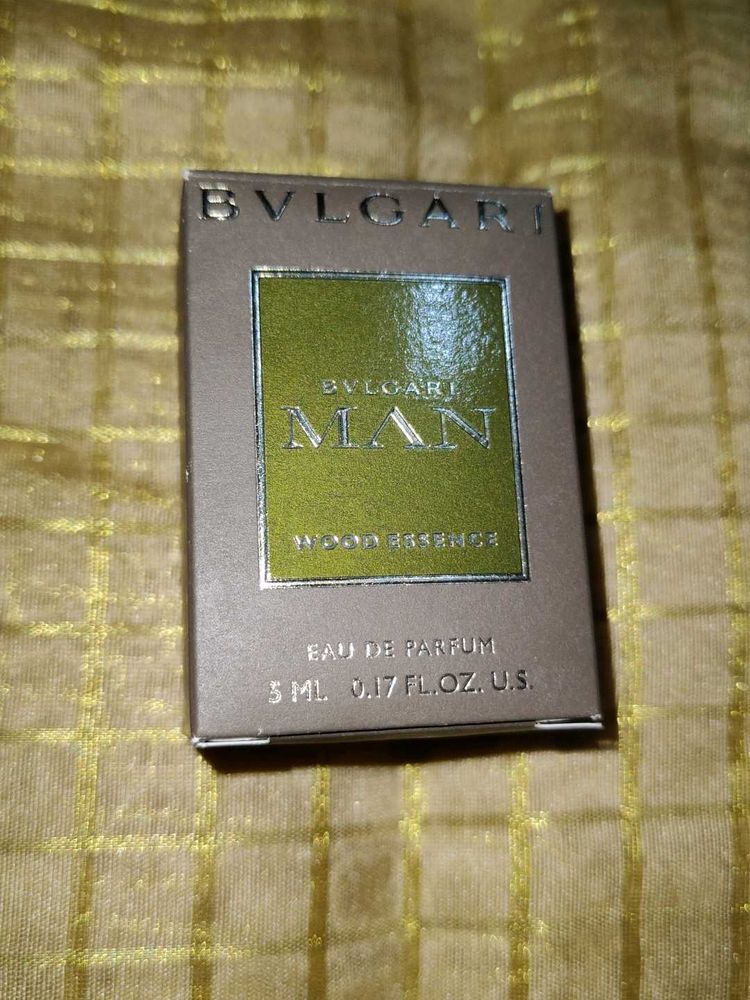 BVLGARI
BVLGARI
MAN
WOOD ESSENCE
EAU DE PARFUM
5 ML 0.17 FL.OZ. U.S.